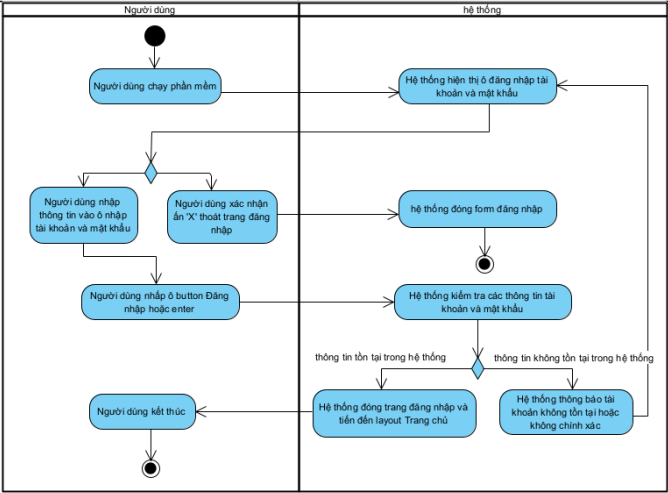 Người dùng
hệ thống
Người dùng chạy phần mềm
Hệ thống hiện thị ô đăng nhập tài
khoản và mật khẩu
Người dùng nhập
thông tin vào ô nhập
tài khoản và mật khẩu
Người dùng xác nhận
ấn 'X' thoát trang đăng
nhập
hệ thống đóng form đăng nhập
Người dùng nhấp ô button Đăng
nhập hoặc enter
Hệ thống kiểm tra các thông tin tài
khoản và mật khẩu
thông tin tồn tại trong hệ thống
thông tin không tồn tại trong hệ thống
Người dùng kết thúc
Hệ thống đóng trang đăng nhập và
tiến đến layout Trang chủ
Hệ thống thông báo tài
khoản không tồn tại hoặc
không chính xác